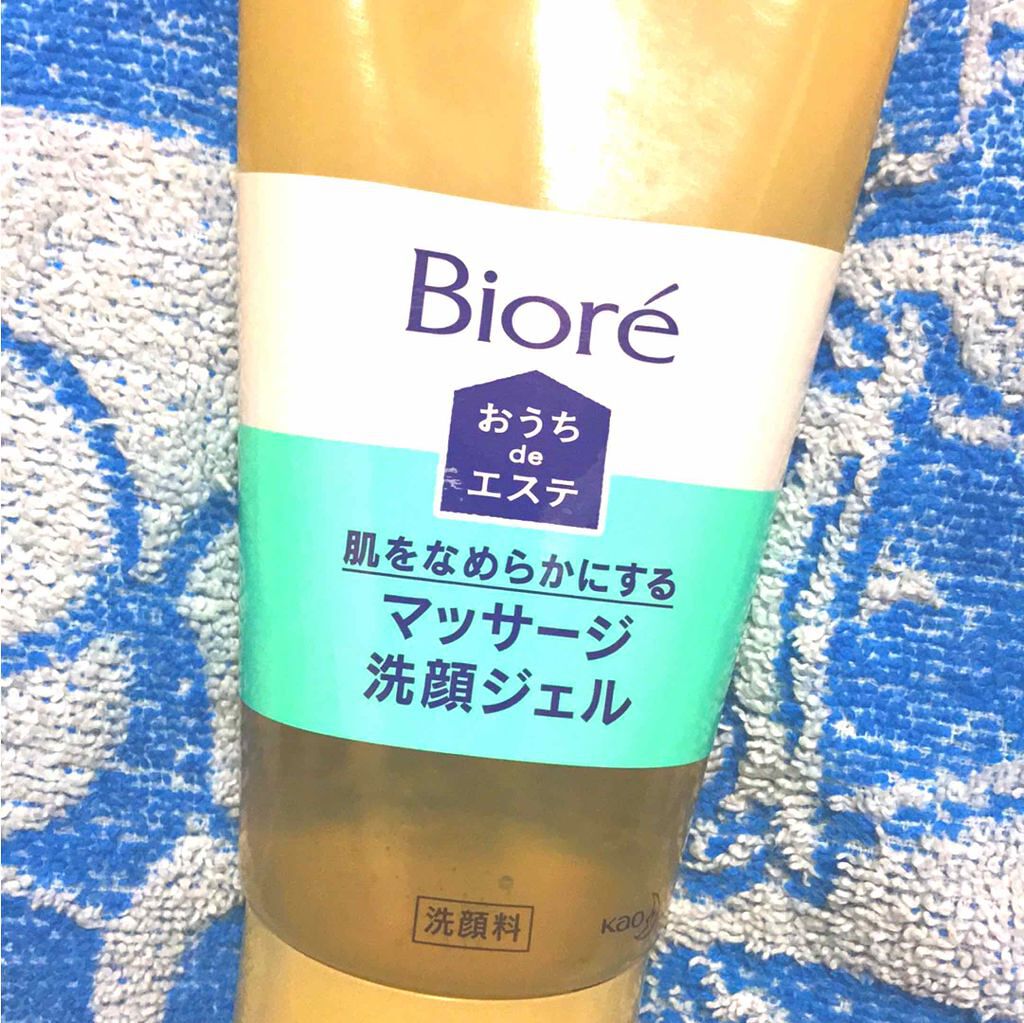 Bioré
おうち
de
エステ
肌をなめらかにする
マッサージ
洗顔ジェル
洗顔料
Kao